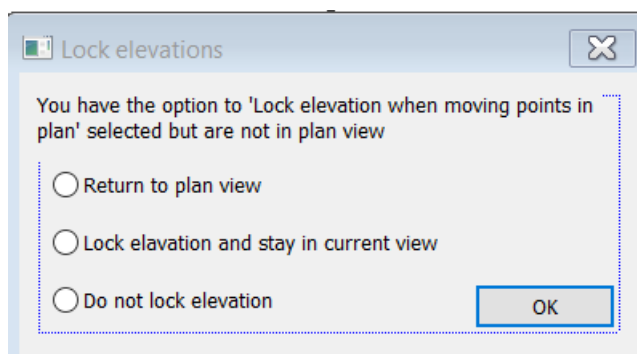 Lock elevations
You have the option to 'Lock elevation when moving points in
plan' selected but are not in plan view
Return to plan view
Lock elavation and stay in current view
Do not lock elevation
OK